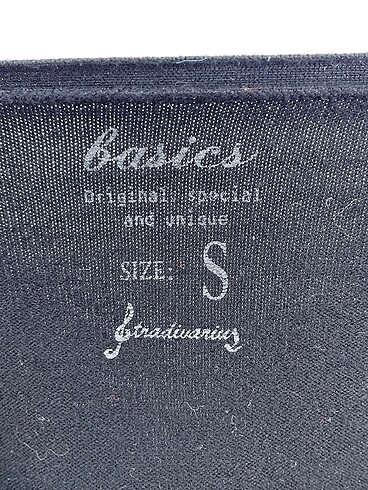 basics
Original, special
and unique
SIZE: S
Stradivarius